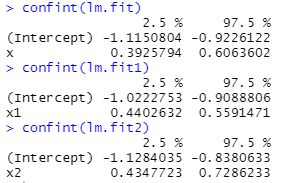 > confint(lm.fit)
2.5 % 97.5 %
(Intercept) -1.1150804 -0.9226122
x 0.3925794 0.6063602
> confint(lm.fit1)
2.5 % 97.5 %
(Intercept) -1.0222753 -0.9088806
x1 0.4402632 0.5591471
> confint(lm.fit2)
2.5 % 97.5 %
(Intercept) -1.1284035 -0.8380633
x2 0.4347723 0.7286233